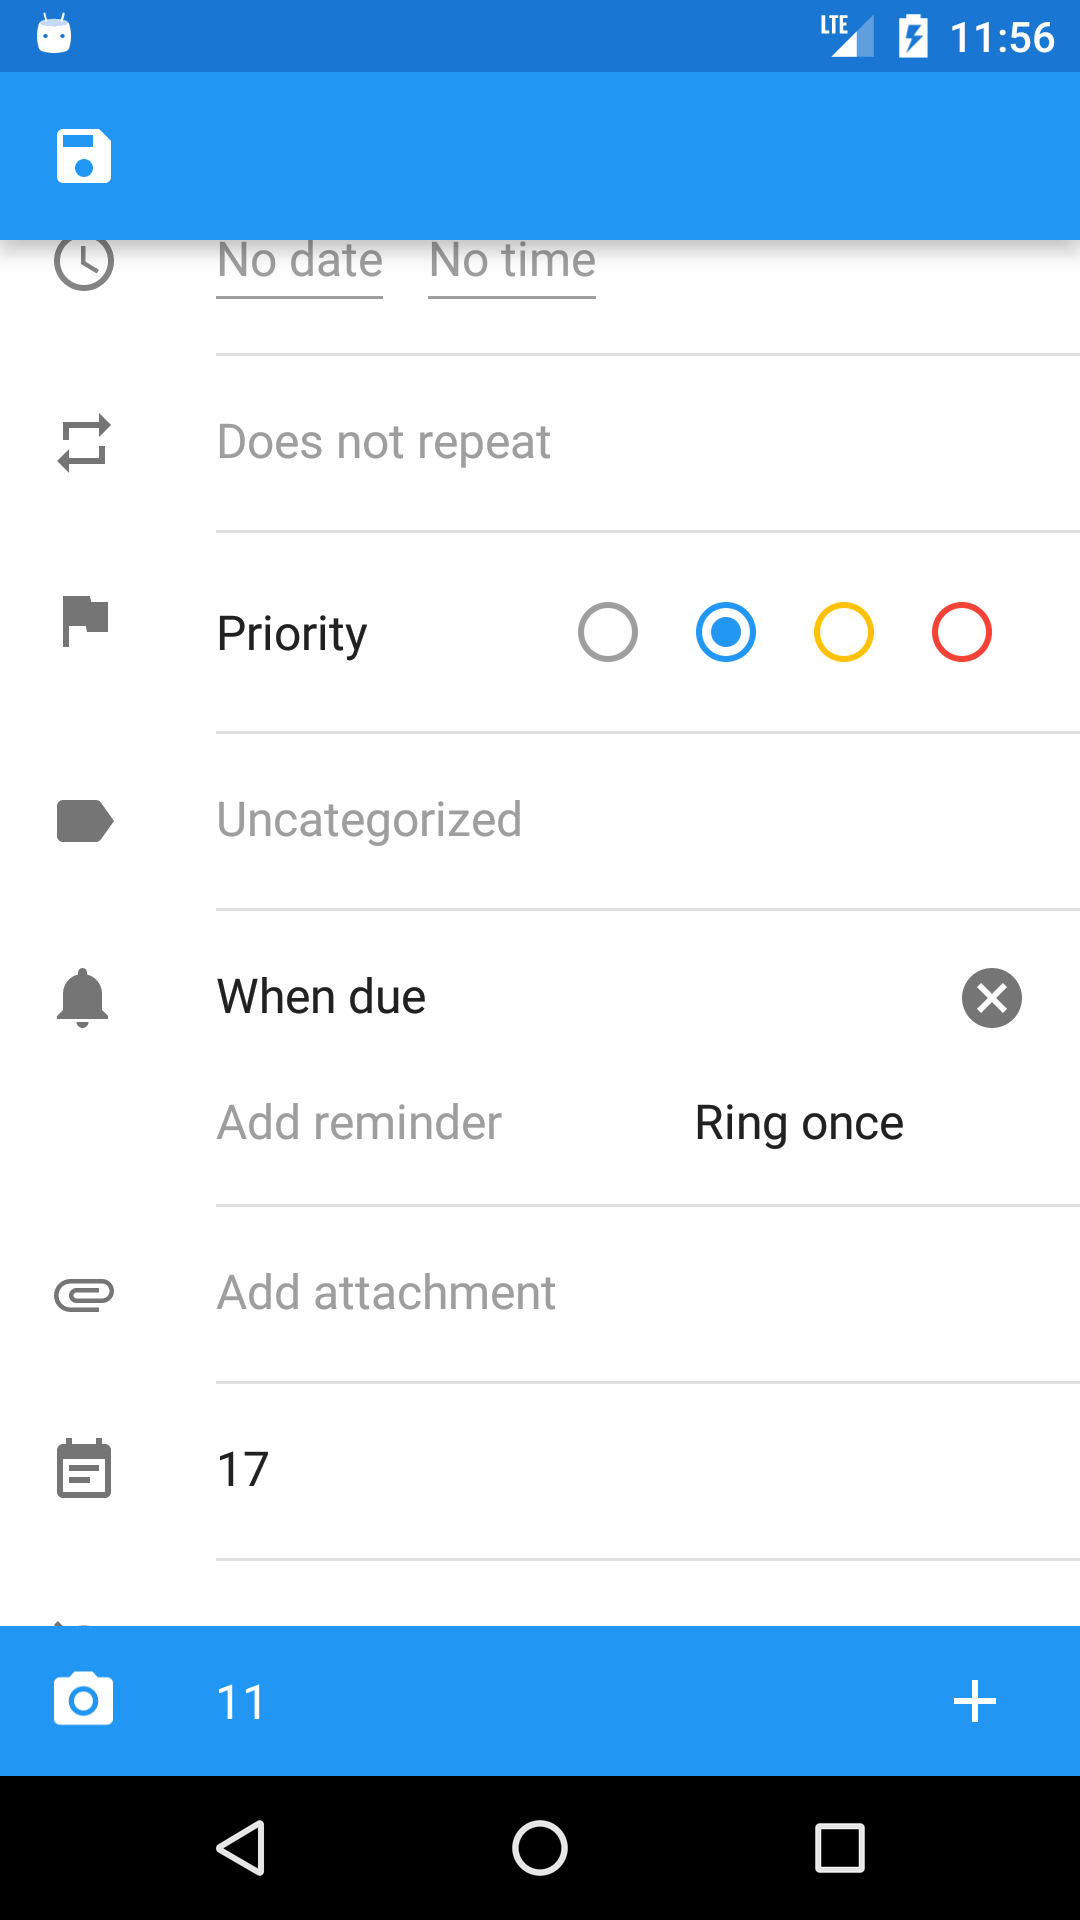 LTE 11:56
No date No time
Does not repeat
Priority
Uncategorized
When due
Add reminder Ring once
Add attachment
17
11